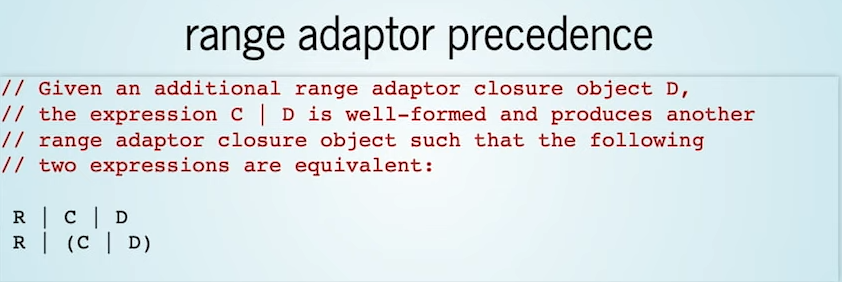 range adaptor precedence
// Given an additional range adaptor closure object D,
// the expression C | D is well-formed and produces another
// range adaptor closure object such that the following
// two expressions are equivalent:
R | C | D
R | (C | D)